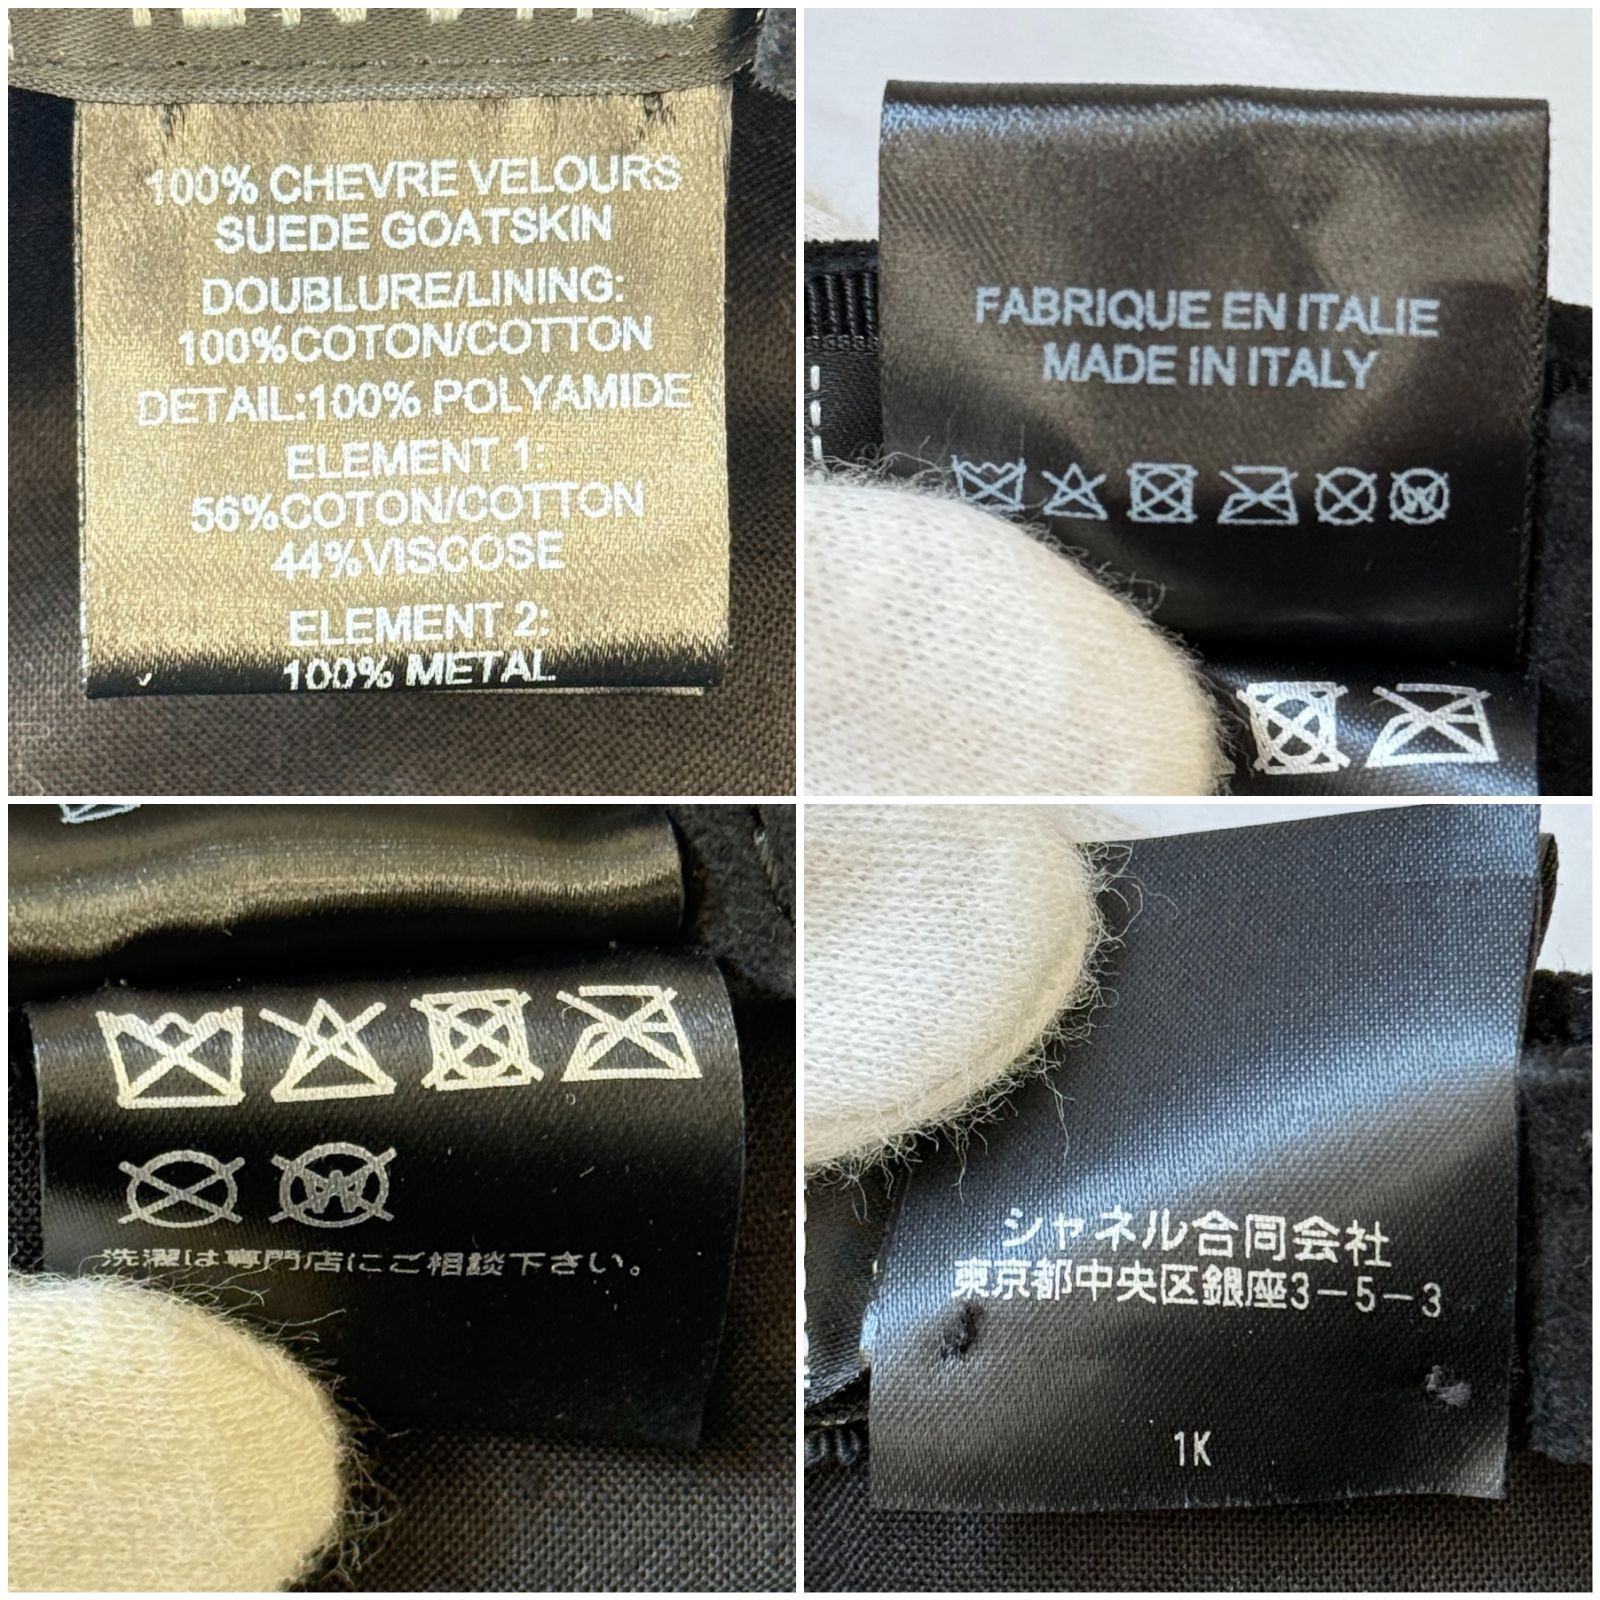 100% CHEVRE VELOURS
SUEDE GOATSKIN
DOUBLURE/LINING:
100%COTON/COTTON
DETAIL:100% POLYAMIDE
ELEMENT 1:
56%COTON/COTTON
44%VISCOSE
ELEMENT 2:
100% METAL
FABRIQUE EN ITALIE
MADE IN ITALY
W
W
洗濯は専門店にご相談下さい。
シャネル合同会社
東京都中央区銀座3-5-3
1K